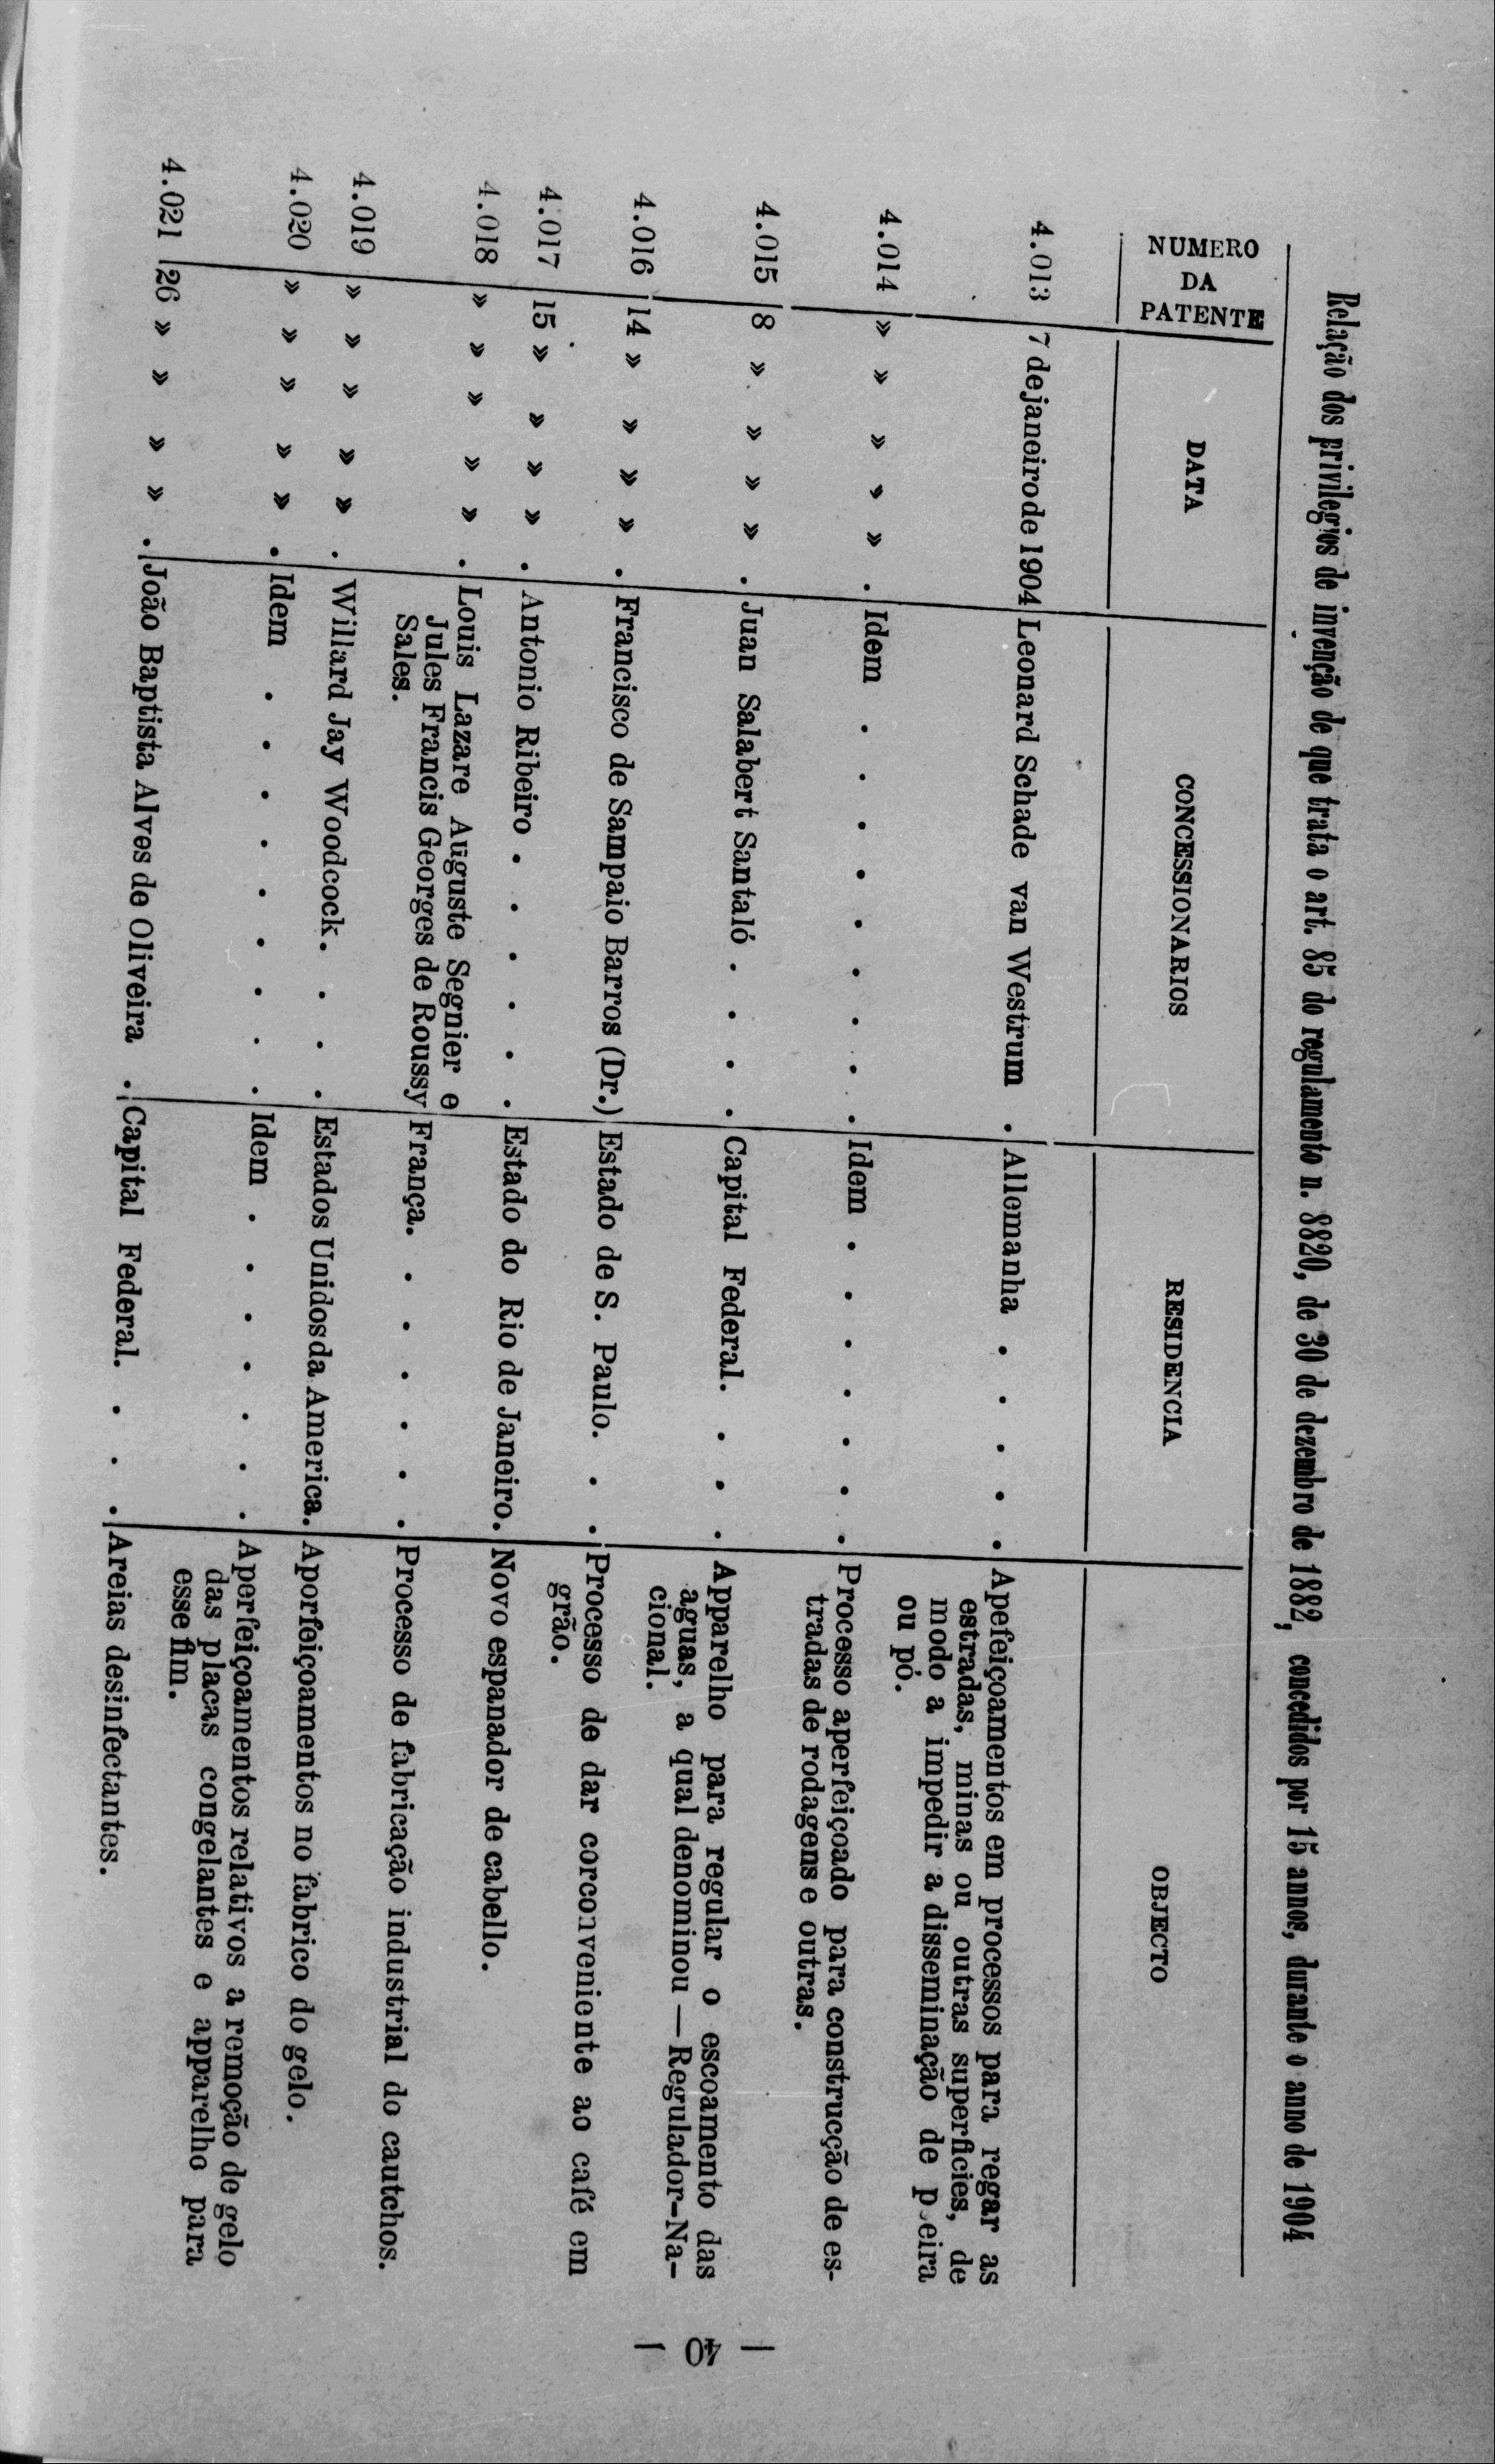 Relação dos privilegios de invenção de que trata o art. 85 do regulamento n. 8820, de 30 de dezembro de 1882, concedidos por 15 annos, durante o anno de 1904
NUMERO DA PATENTE DATA CONCESSIONARIOS RESIDENCIA OBJECTO
4.013 7 de janeiro de 1904 Leonard Schade van Westrum . Allemanha . . . . . Apefeiçoamentos em processos para regar as
estradas, minas ou outras superficies, de
modo a impedir a disseminação de p eira
ou pó.
4.014 » » » » » . Idem . . . . . . . . . Idem . . . . . . . Processo aperfeiçoado para construcção de es-
tradas de rodagens e outras.
4.015 8 » » » » . Juan Salabert Santaló . . . . Capital Federal. . . . Apparelho para regular o escoamento das
aguas, a qual denominou — Regulador-Na-
cional.
4.016 14 » » » » . Francisco de Sampaio Barros (Dr.) Estado de S. Paulo. . . Processo de dar cor conveniente ao café em
grão.
4.017 15 » » » » . Antonio Ribeiro . . . . . . Estado do Rio de Janeiro. Novo espanador de cabello.
4.018 » » » » » . Louis Lazare Auguste Segnier e
Jules Francis Georges de Roussy França. . . . . . . Processo de fabricação industrial do cautchos.
Sales.
4.019 » » » » » . Willard Jay Woodcock. . . . Estados Unidos da America. Aporfeiçoamentos no fabrico do gelo.
4.020 » » » » » . Idem . . . . . . . . . Idem . . . . . . . Aperfeiçoamentos relativos a remoção de gelo
das placas congelantes e apparelho para
esse fim.
4.021 26 » » » » . João Baptista Alves de Oliveira . Capital Federal. . . . Areias desinfectantes.
— 40 —